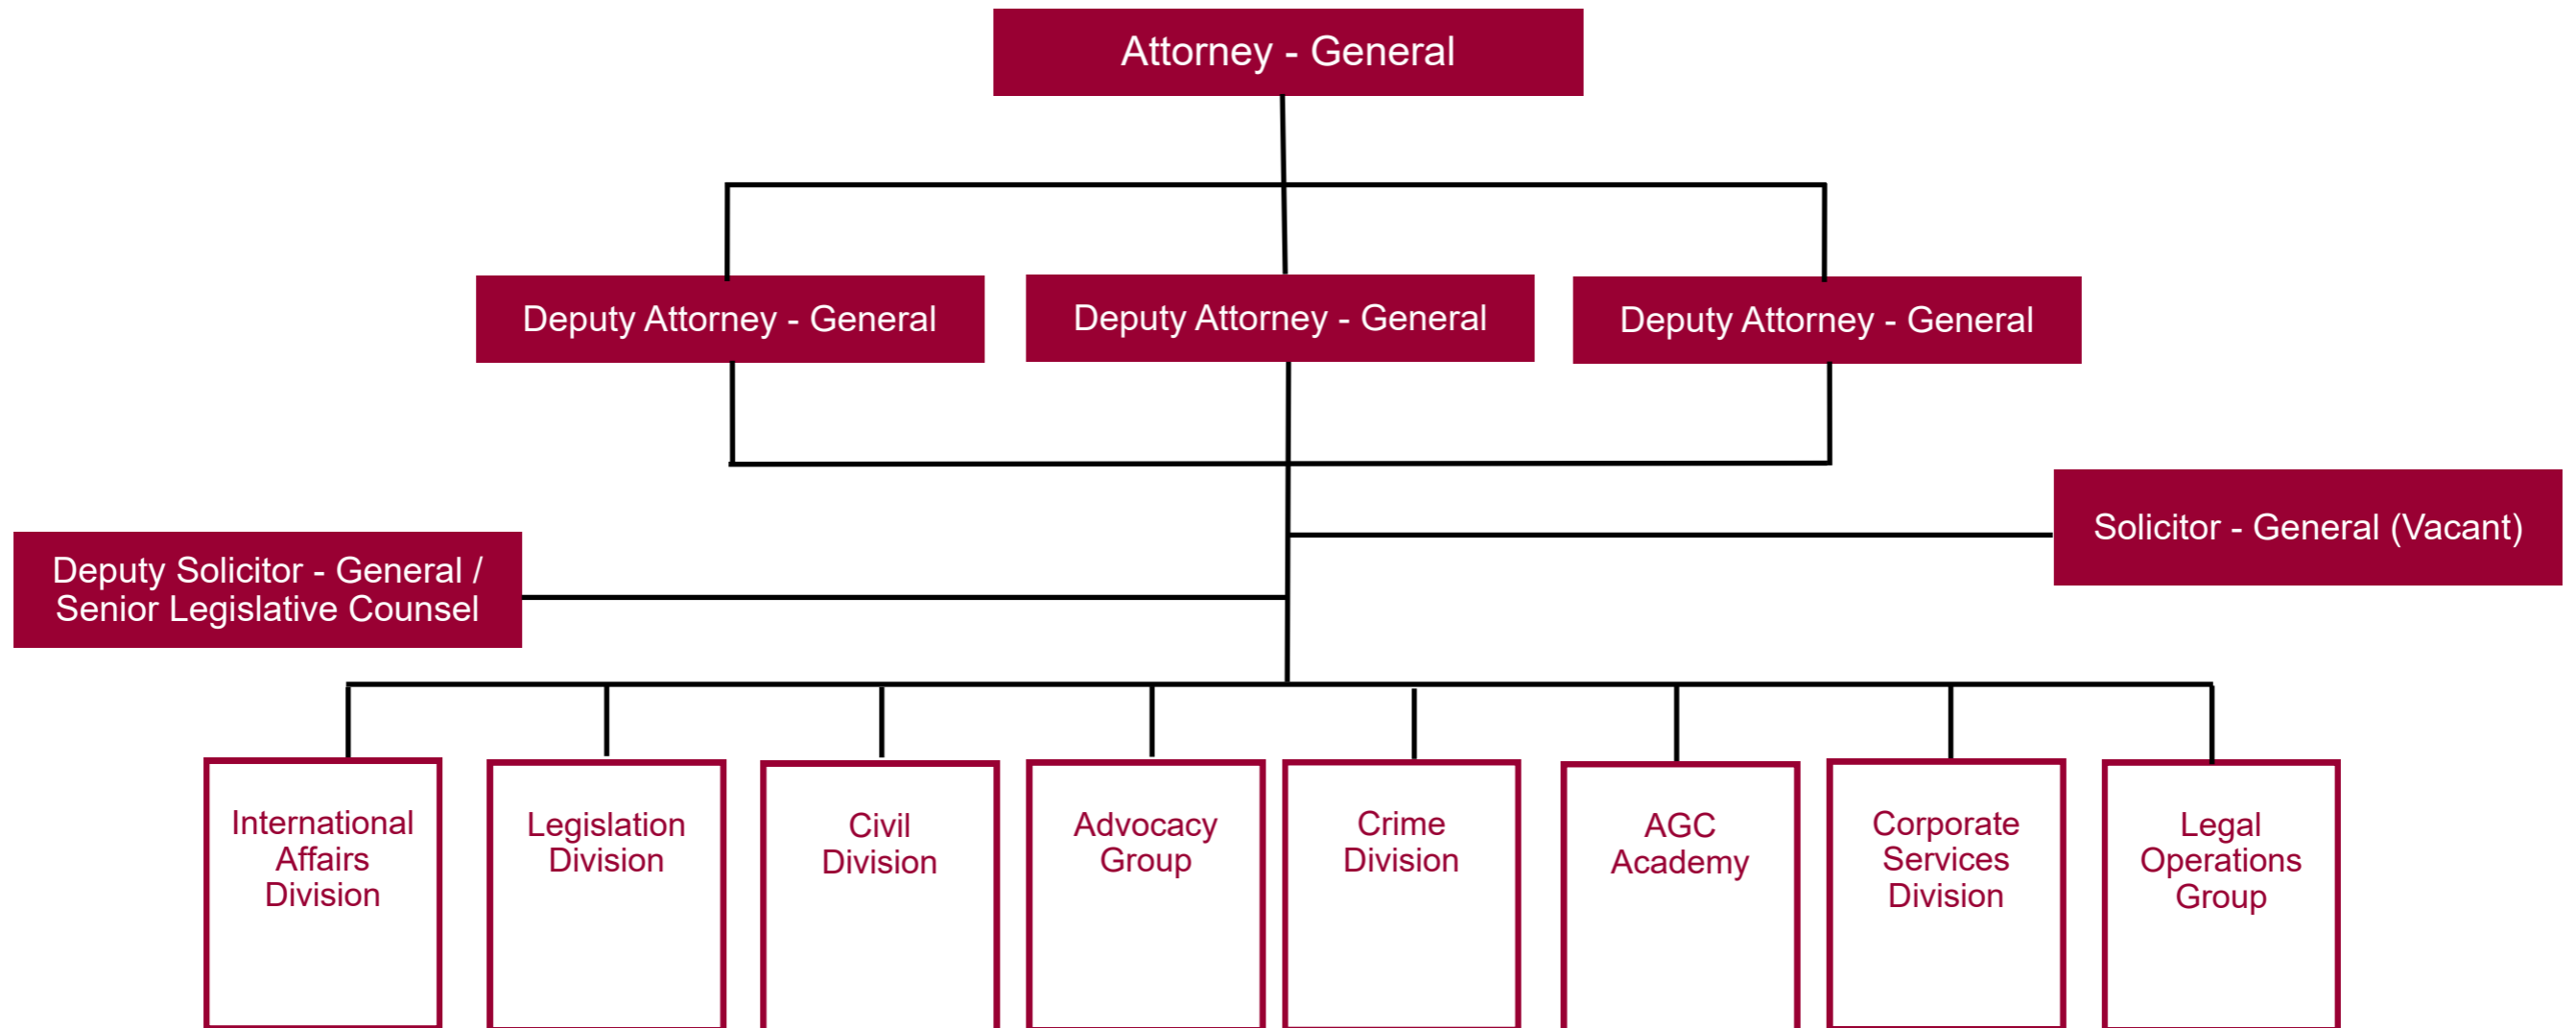 Attorney - General
Deputy Attorney - General
Deputy Attorney - General
Deputy Attorney - General
Solicitor - General (Vacant)
Deputy Solicitor - General /
Senior Legislative Counsel
International
Affairs
Division
Legislation
Division
Civil
Division
Advocacy
Group
Crime
Division
AGC
Academy
Corporate
Services
Division
Legal
Operations
Group